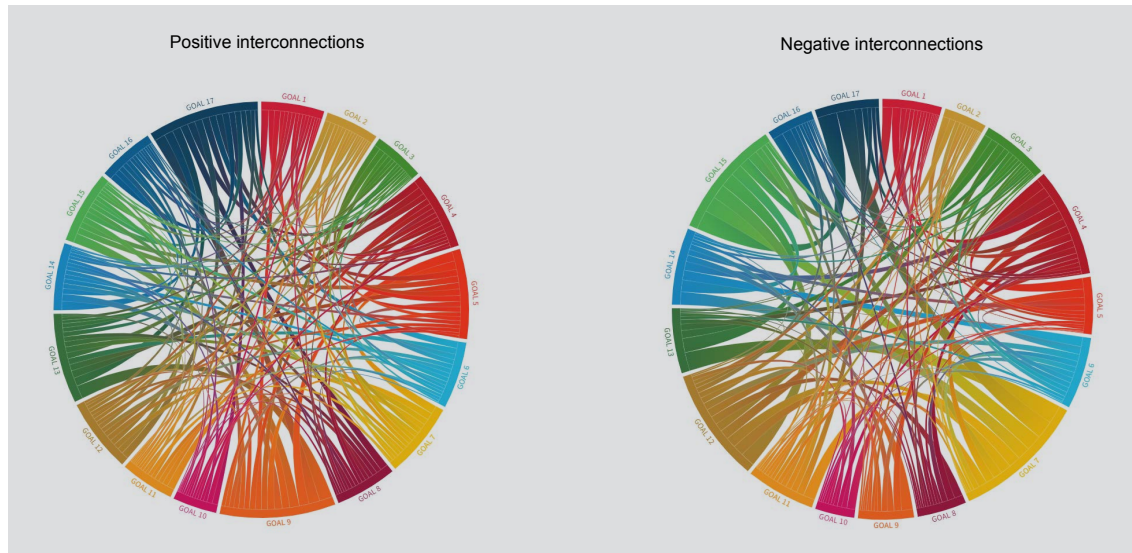 Positive interconnections
GOAL 1
GOAL 2
GOAL 3
GOAL 4
GOAL 5
GOAL 6
GOAL 7
GOAL 8
GOAL 9
GOAL 10
GOAL 11
GOAL 12
GOAL 13
GOAL 14
GOAL 15
GOAL 16
GOAL 17
Negative interconnections
GOAL 1
GOAL 2
GOAL 3
GOAL 4
GOAL 5
GOAL 6
GOAL 7
GOAL 8
GOAL 9
GOAL 10
GOAL 11
GOAL 12
GOAL 13
GOAL 14
GOAL 15
GOAL 16
GOAL 17